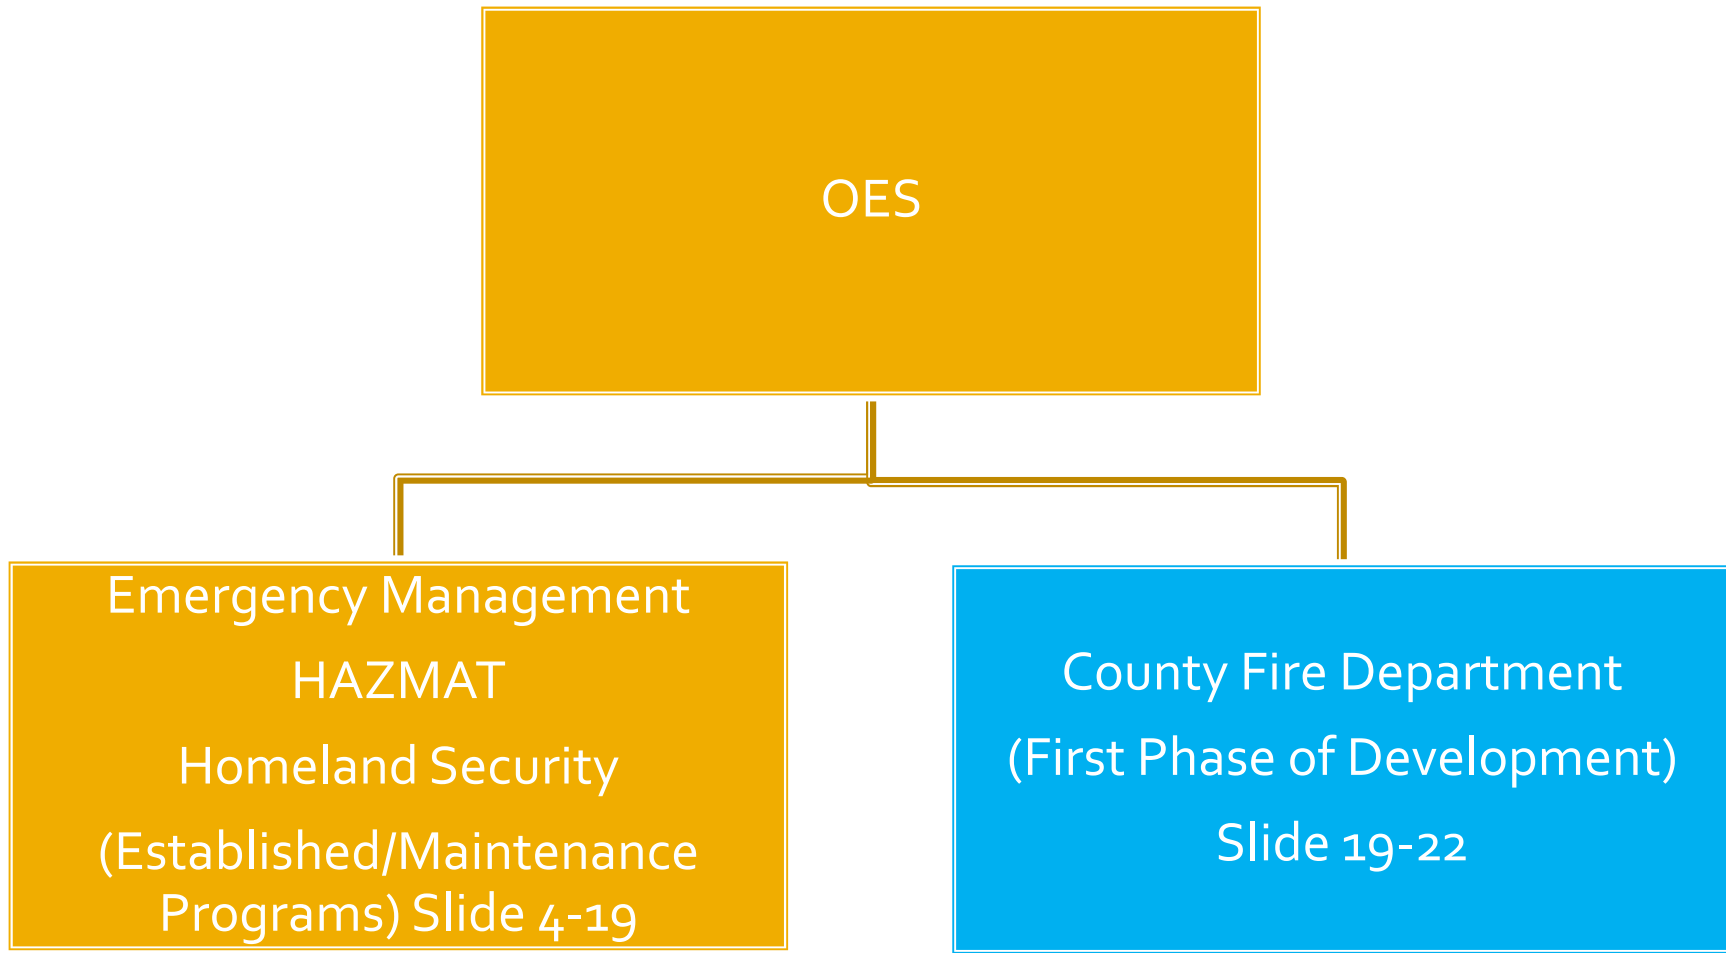 OES
Emergency Management
HAZMAT
Homeland Security
(Established/Maintenance
Programs) Slide 4-19
County Fire Department
(First Phase of Development)
Slide 19-22